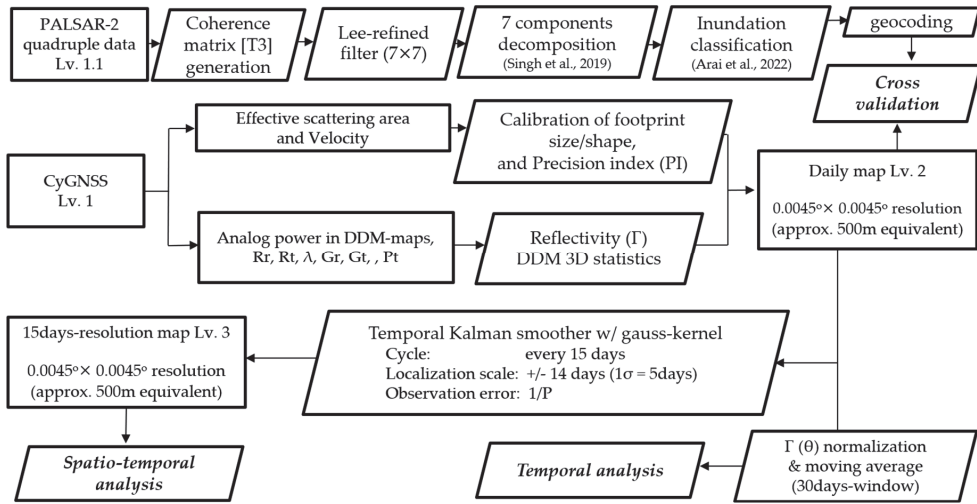 PALSAR-2
quadruple data
Lv. 1.1
Coherence
matrix [T3]
generation
Lee-refined
filter (7×7)
7 components
decomposition
(Singh et al., 2019)
Inundation
classification
(Arai et al., 2022)
geocoding
Cross
validation
CyGNSS
Lv. 1
Effective scattering area
and Velocity
Calibration of footprint
size/shape,
and Precision index (PI)
Analog power in DDM-maps,
Rr, Rt, λ, Gr, Gt, , Pt
Reflectivity (Γ)
DDM 3D statistics
Daily map Lv. 2
0.0045º× 0.0045º resolution
(approx. 500m equivalent)
Temporal Kalman smoother w/ gauss-kernel
Cycle: every 15 days
Localization scale: +/- 14 days (1σ = 5days)
Observation error: 1/P
15days-resolution map Lv. 3
0.0045º× 0.0045º resolution
(approx. 500m equivalent)
Spatio-temporal
analysis
Γ (θ) normalization
& moving average
(30days-window)
Temporal analysis